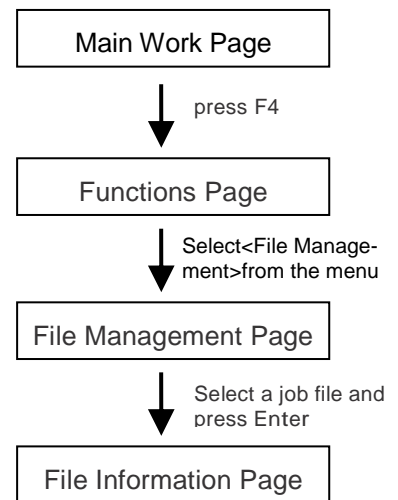 Main Work Page
press F4
Functions Page
Select<File Manage-
ment>from the menu
File Management Page
Select a job file and
press Enter
File Information Page